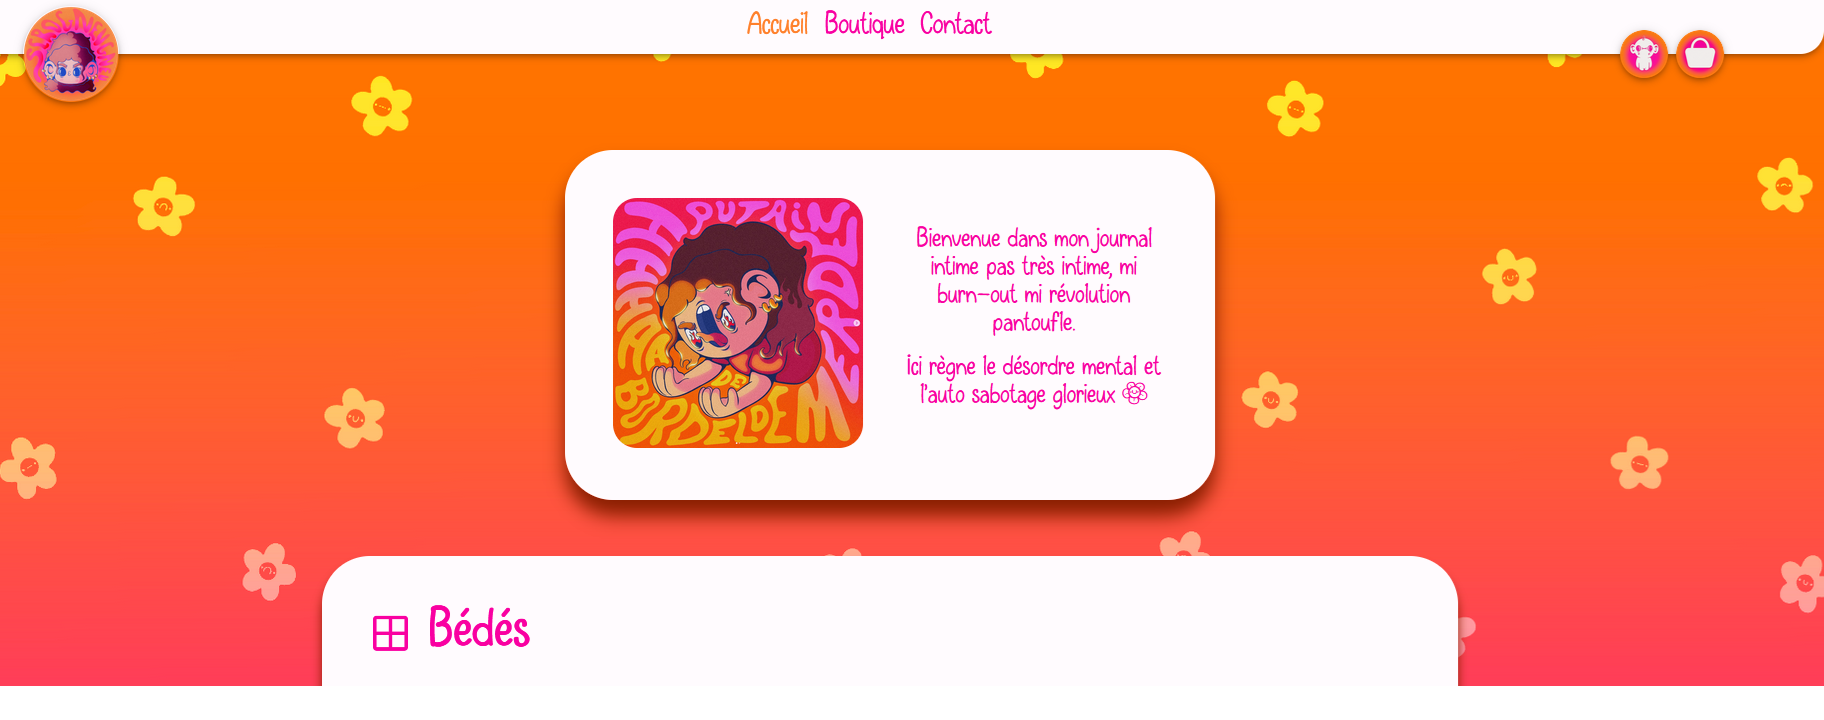 Accueil Boutique Contact
PUTAIN
AAAH
MERDE
DE
BORDEL DE M
Bienvenue dans mon journal
intime pas très intime, mi
burn-out mi révolution
pantoufle.
Ici règne le désordre mental et
l'auto sabotage glorieux
Bédés